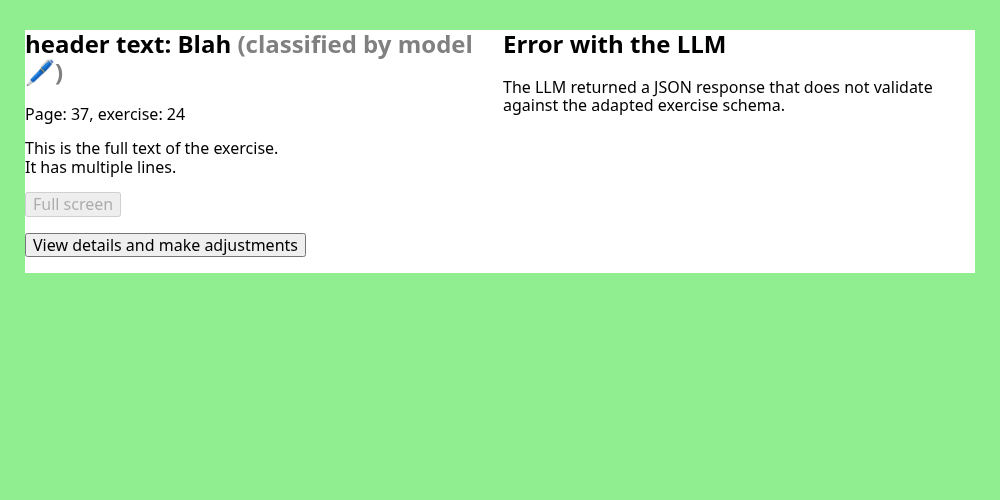 header text: Blah (classified by model
🖊️)
Page: 37, exercise: 24
This is the full text of the exercise.
It has multiple lines.
Full screen
View details and make adjustments
Error with the LLM
The LLM returned a JSON response that does not validate
against the adapted exercise schema.